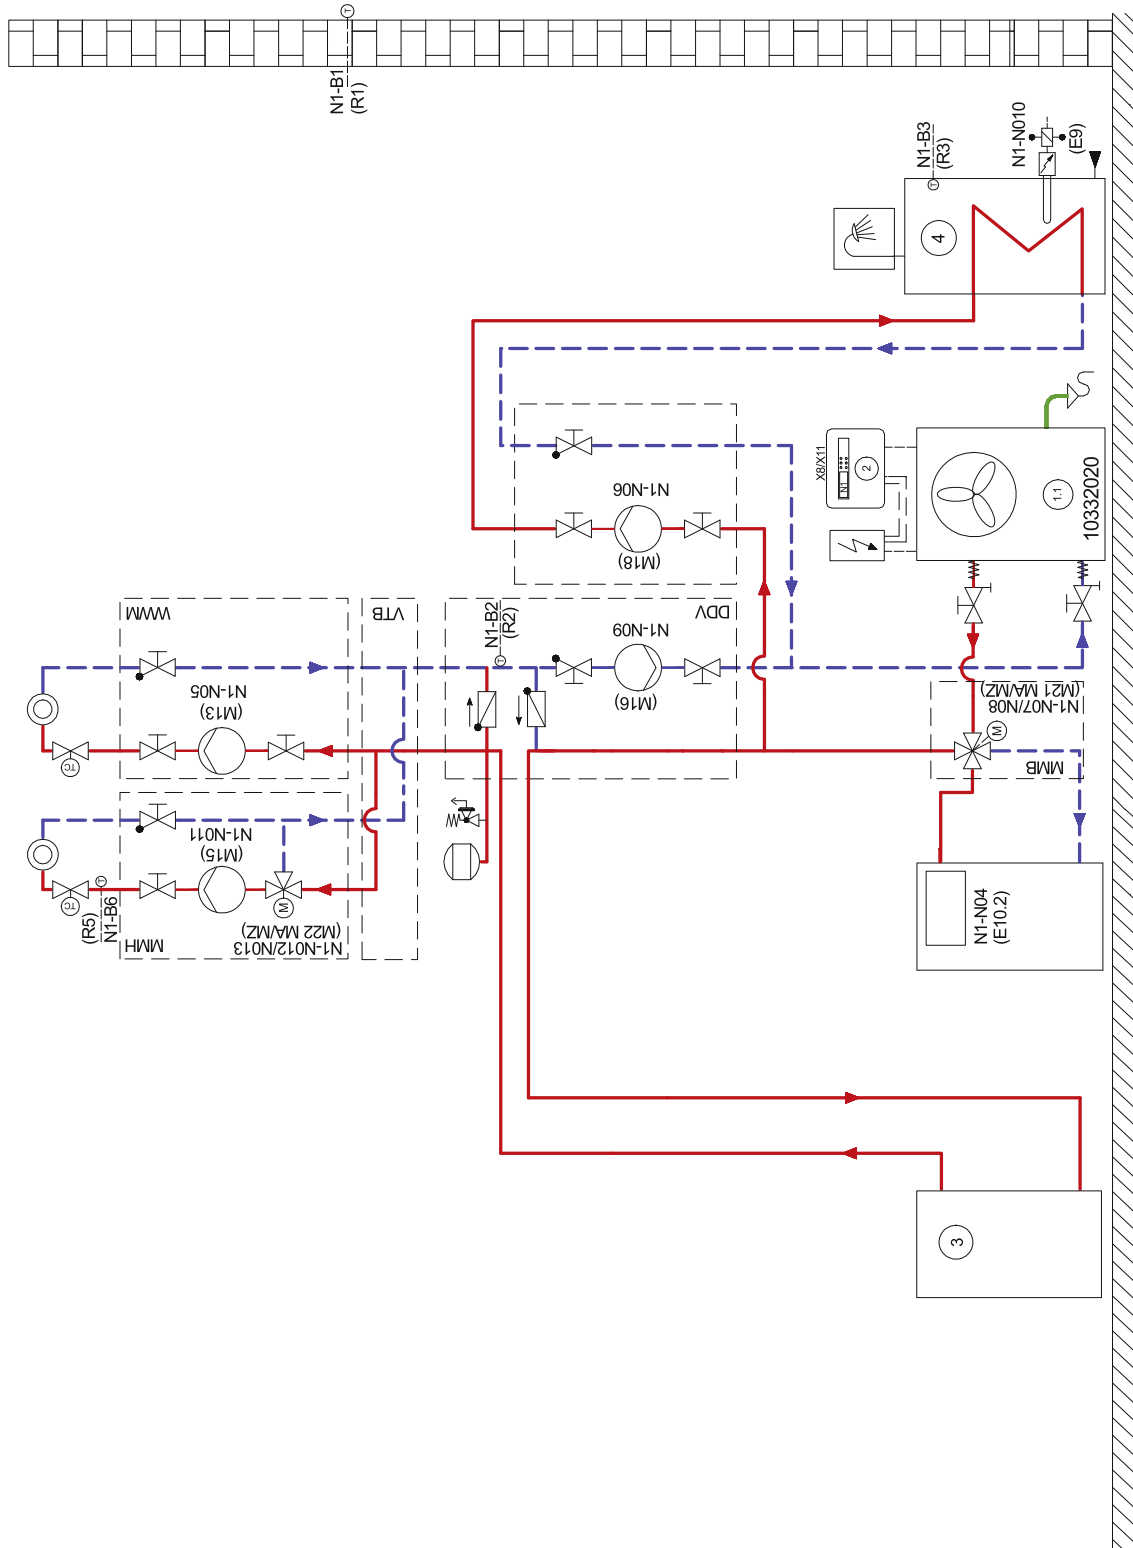 T
N1-B1
(R1)
N1-B3
(R3)
T
N1-N010
(E9)
4
X8/X11
N1
2
1.1
10332020
N1-N06
(M18)
WWM
N1-N05
(M13)
TC
VTB
N1-B2
(R2)
T
DDV
N1-N09
(M16)
N1-N011
(M15)
TC
T
(R5)
N1-B6
MMH
M
N1-N012/N013
(M22 MA/MZ)
N1-N07/N08
(M21 MA/MZ)
M
MMB
N1-N04
(E10.2)
3